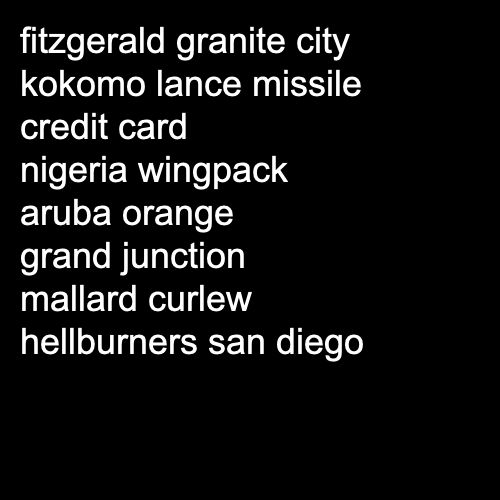 fitzgerald granite city
kokomo lance missile
credit card
nigeria wingpack
aruba orange
grand junction
mallard curlew
hellburners san diego